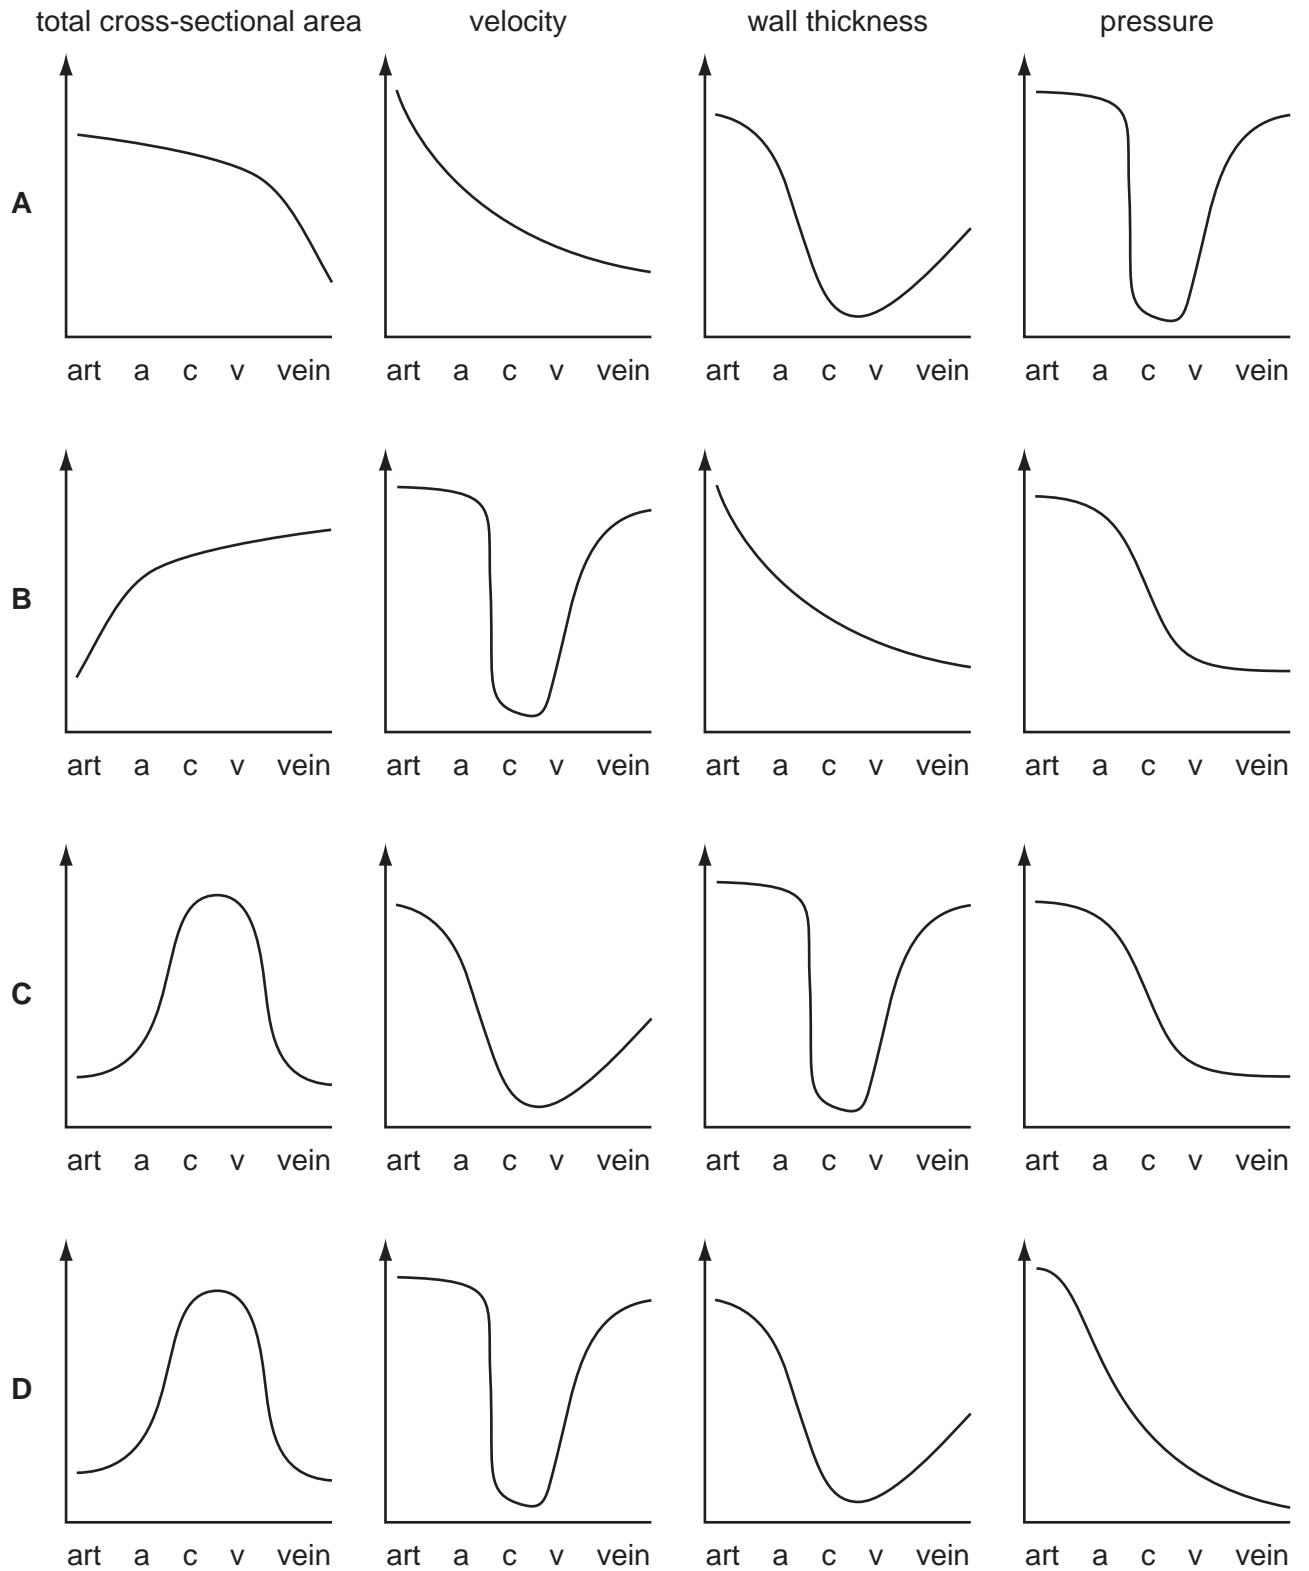 total cross-sectional area velocity wall thickness pressure
A
art a c v vein art a c v vein art a c v vein art a c v vein
B
art a c v vein art a c v vein art a c v vein art a c v vein
C
art a c v vein art a c v vein art a c v vein art a c v vein
D
art a c v vein art a c v vein art a c v vein art a c v vein